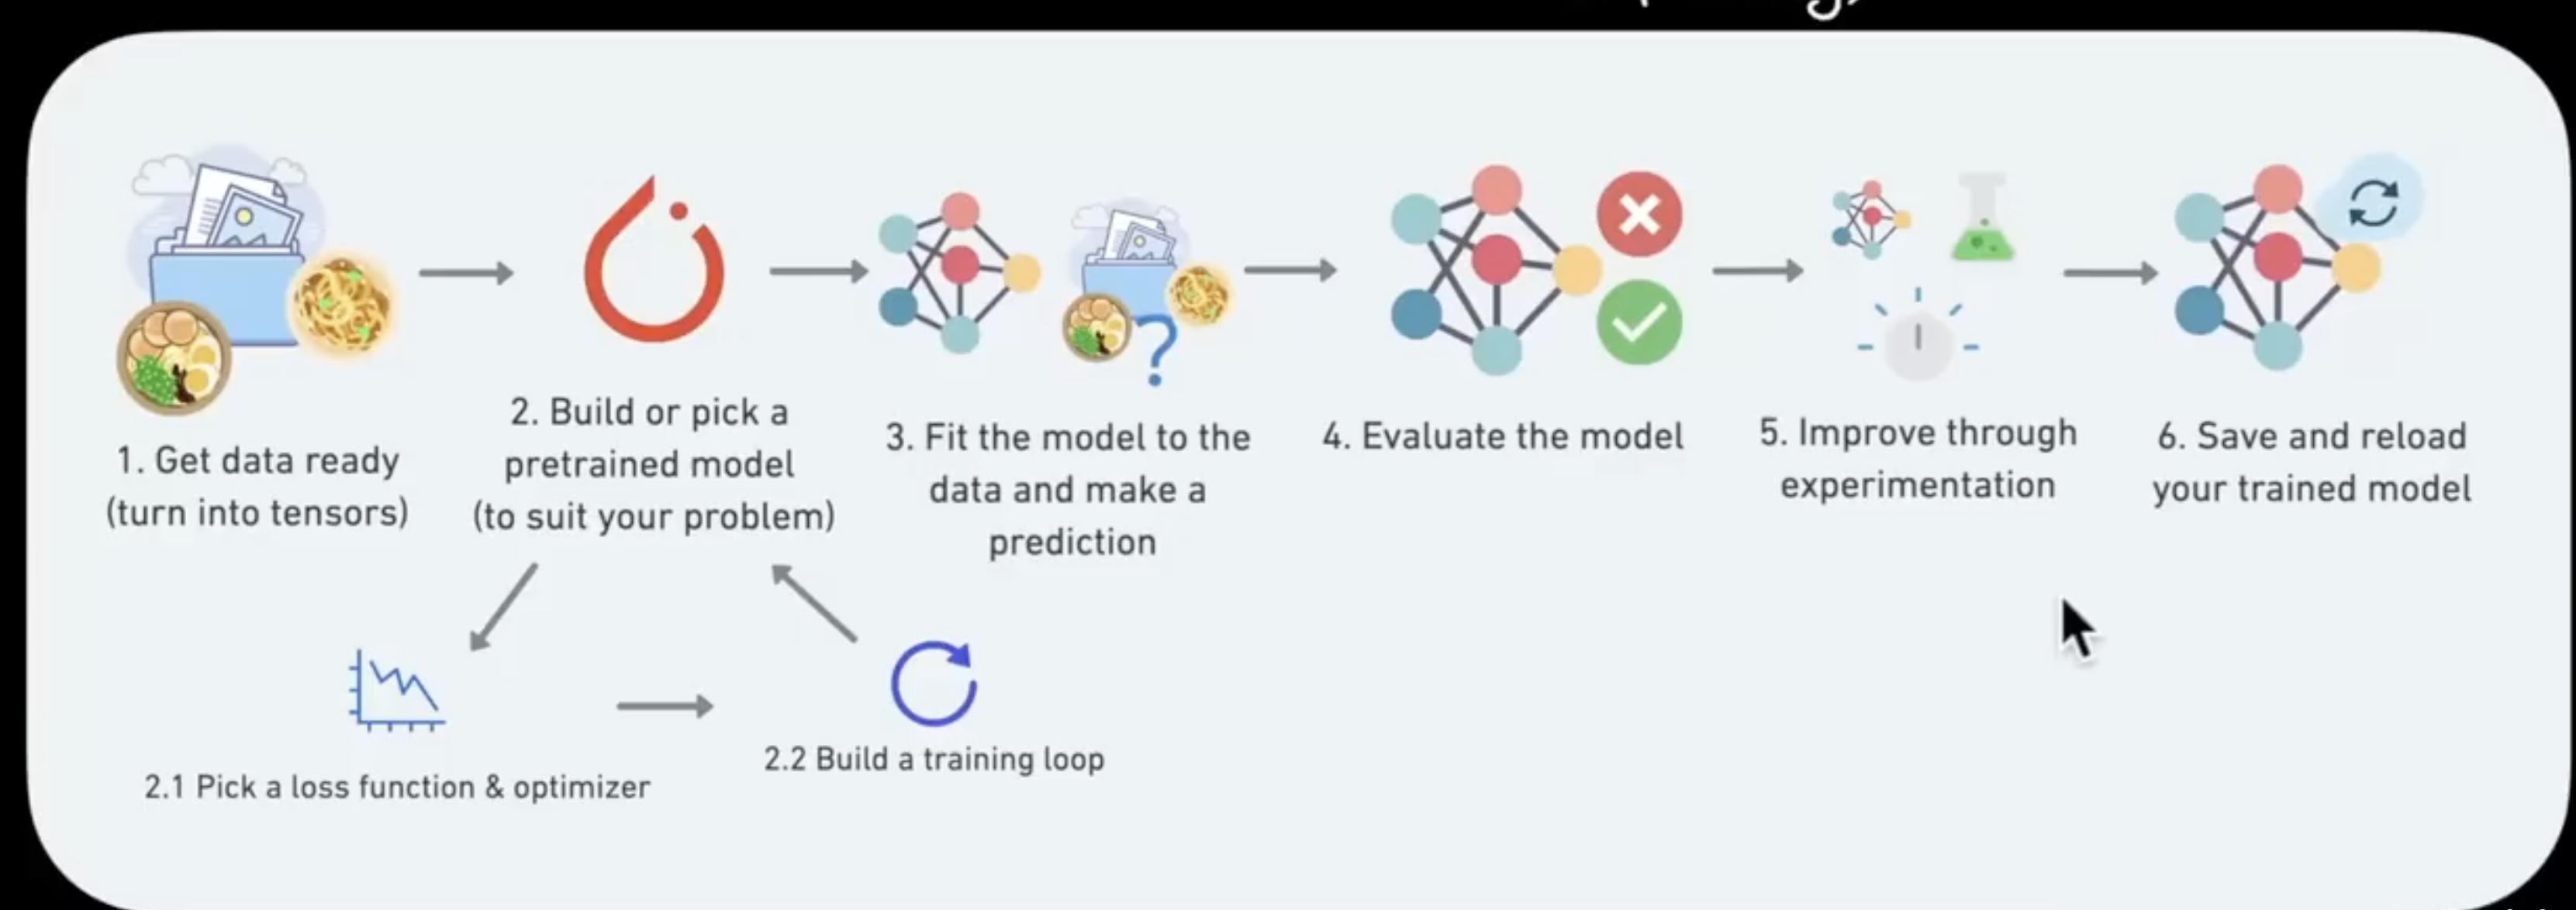 1. Get data ready
(turn into tensors)
2. Build or pick a
pretrained model
(to suit your problem)
3. Fit the model to the
data and make a
prediction
4. Evaluate the model
5. Improve through
experimentation
6. Save and reload
your trained model
2.1 Pick a loss function & optimizer
2.2 Build a training loop